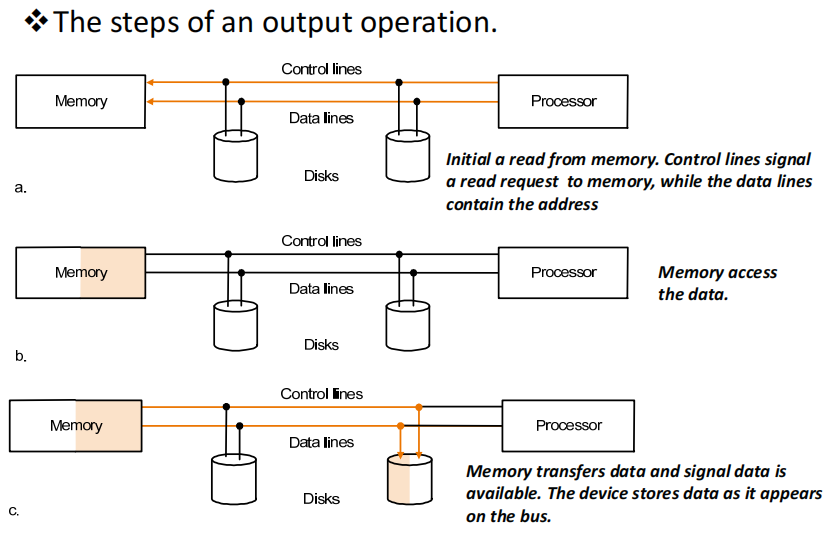 ❖The steps of an output operation.
Control lines
Memory
Processor
Data lines
Disks
Initial a read from memory. Control lines signal
a read request to memory, while the data lines
contain the address
a.
Control lines
Memory
Processor
Data lines
Disks
Memory access
the data.
b.
Control lines
Memory
Processor
Data lines
Disks
Memory transfers data and signal data is
available. The device stores data as it appears
on the bus.
c.